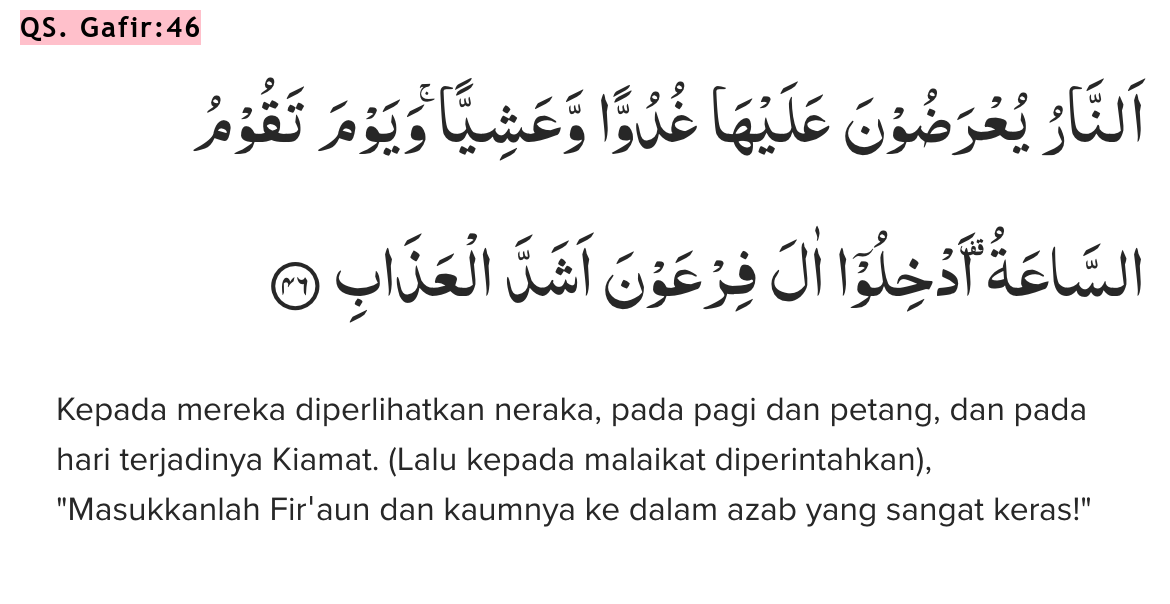 QS. Gafir:46
اَلنَّارُ يُعْرَضُوْنَ عَلَيْهَا غُدُوًّا وَّعَشِيًّا ۚوَيَوْمَ تَقُوْمُ
السَّاعَةُ ۗ اَدْخِلُوْٓا اٰلَ فِرْعَوْنَ اَشَدَّ الْعَذَابِ ٤٦
Kepada mereka diperlihatkan neraka, pada pagi dan petang, dan pada
hari terjadinya Kiamat. (Lalu kepada malaikat diperintahkan),
"Masukkanlah Fir'aun dan kaumnya ke dalam azab yang sangat keras!"